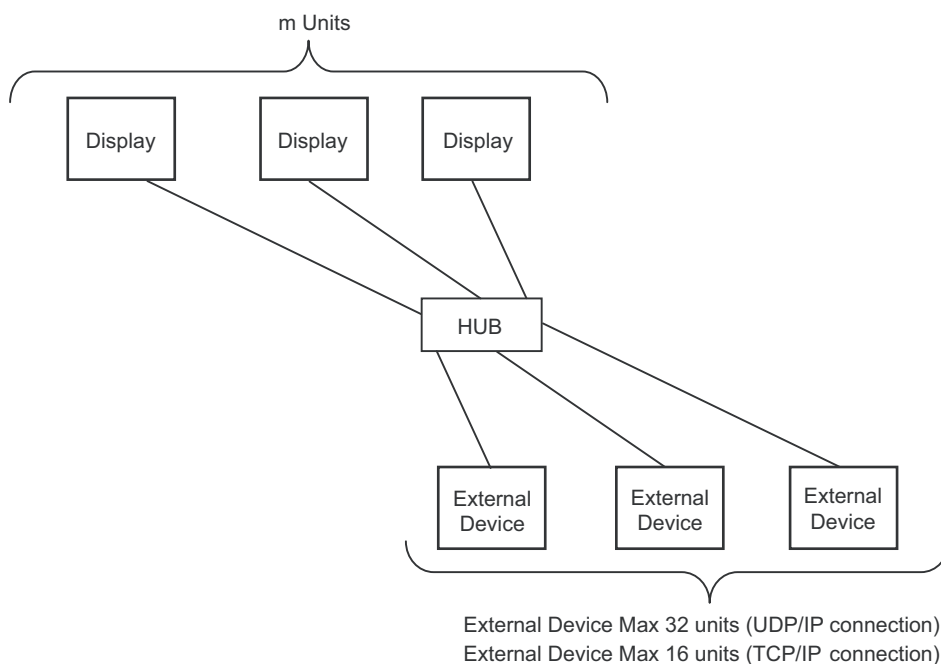 m Units
Display
Display
Display
HUB
External
Device
External
Device
External
Device
External Device Max 32 units (UDP/IP connection)
External Device Max 16 units (TCP/IP connection)